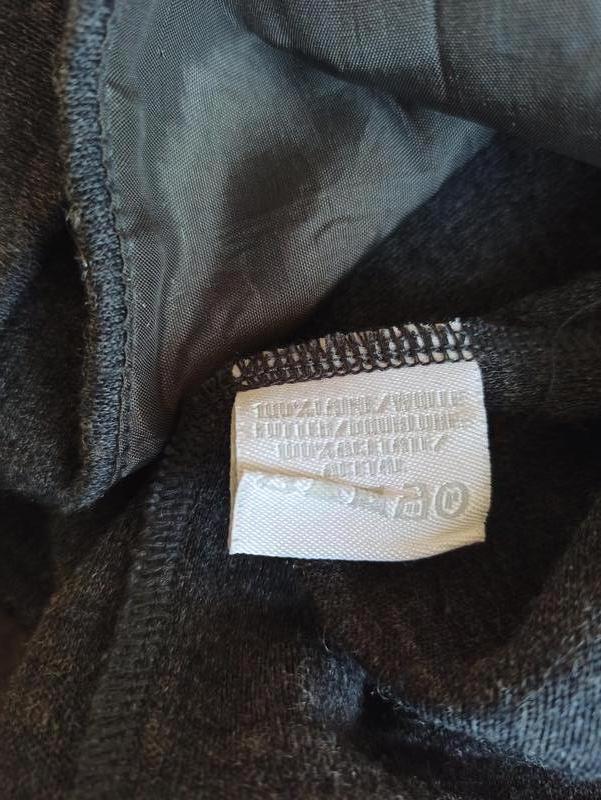 100%LAINE/WOLLE
FUTTER/DOUBLURE
100%ACETATE/
ACETAT